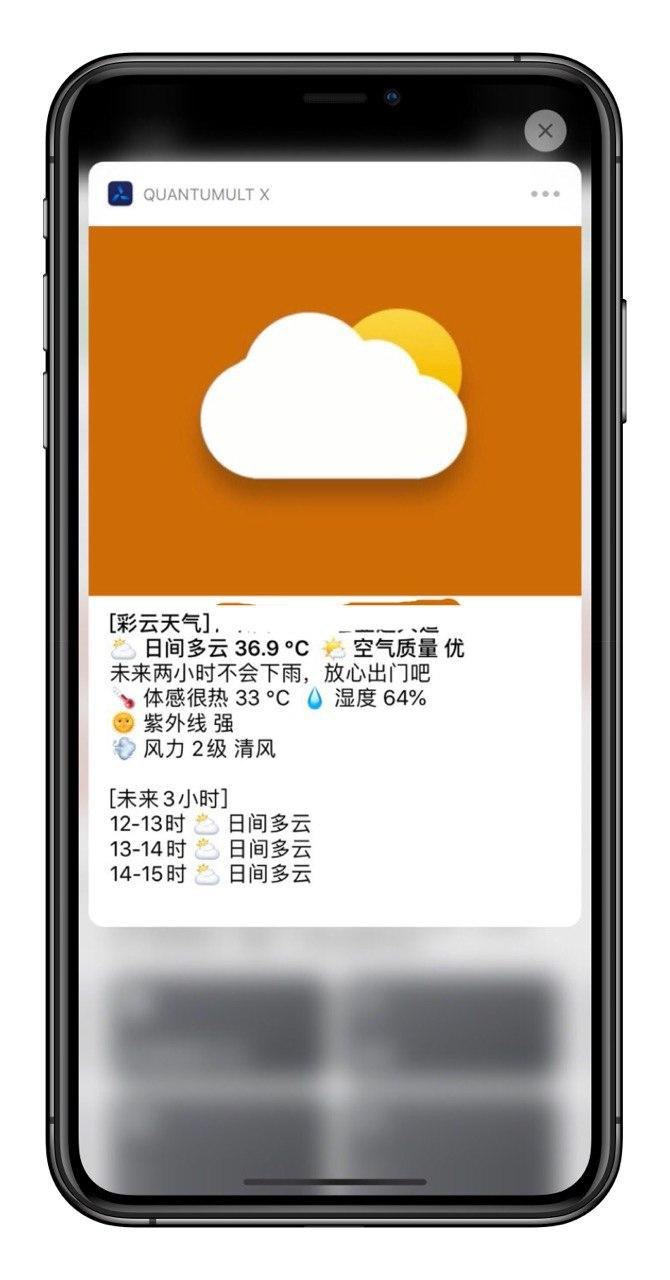 QUANTUMULT X
[彩云天气]
⛅ 日间多云 36.9 ℃ 🌤 空气质量 优
未来两小时不会下雨，放心出门吧
🌡 体感很热 33 ℃ 💧 湿度 64%
🌞 紫外线 强
💨 风力 2级 清风
[未来3小时]
12-13时 ⛅ 日间多云
13-14时 ⛅ 日间多云
14-15时 ⛅ 日间多云